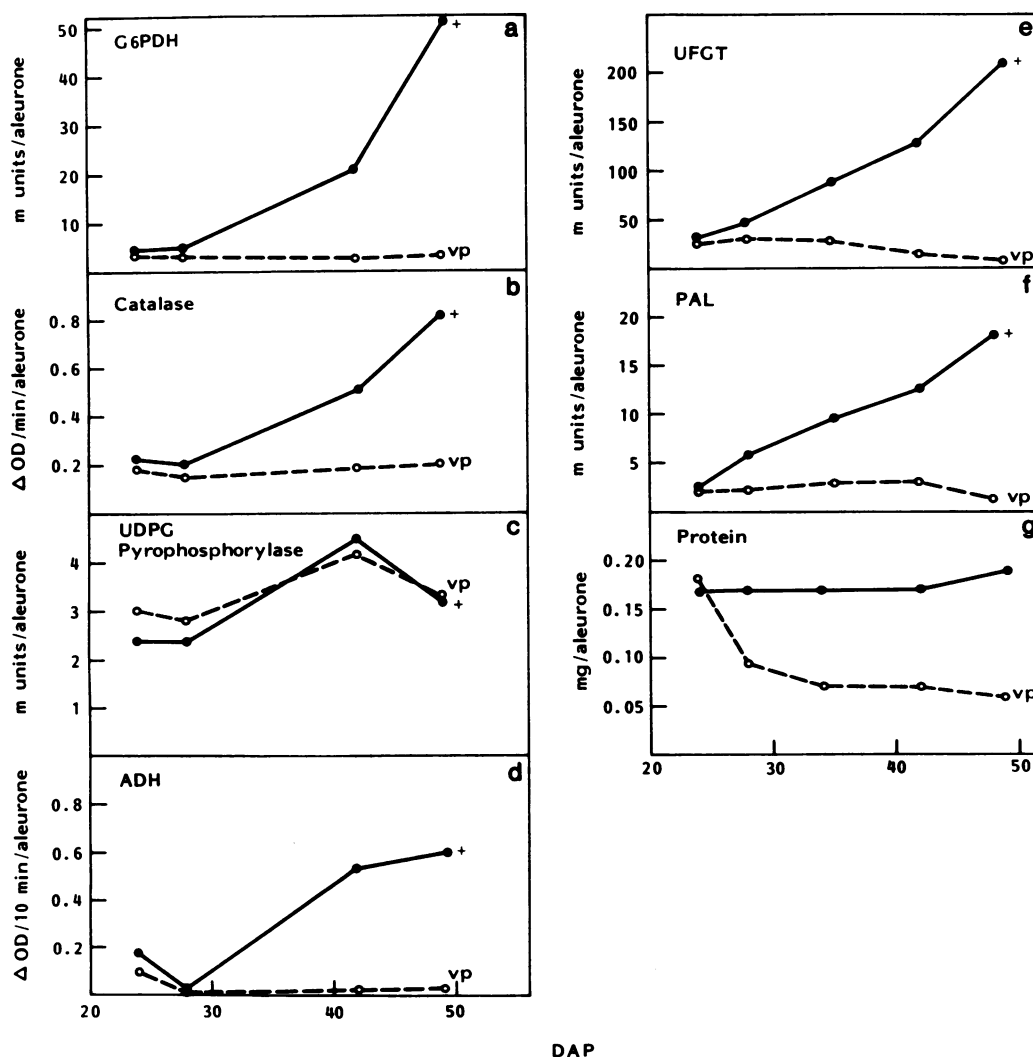 a
G6PDH
50
40
30
20
10
m units/aleurone
+
vp
b
Catalase
0.8
0.6
0.4
0.2
Δ OD/min/aleurone
+
vp
c
UDPG
Pyrophosphorylase
4
3
2
1
m units/aleurone
vp
+
d
ADH
0.8
0.6
0.4
0.2
Δ OD/10 min/aleurone
+
vp
20 30 40 50
e
UFGT
200
150
100
50
m units/aleurone
+
vp
f
PAL
20
15
10
5
m units/aleurone
+
vp
g
Protein
0.20
0.15
0.10
0.05
mg/aleurone
vp
20 30 40 50
DAP